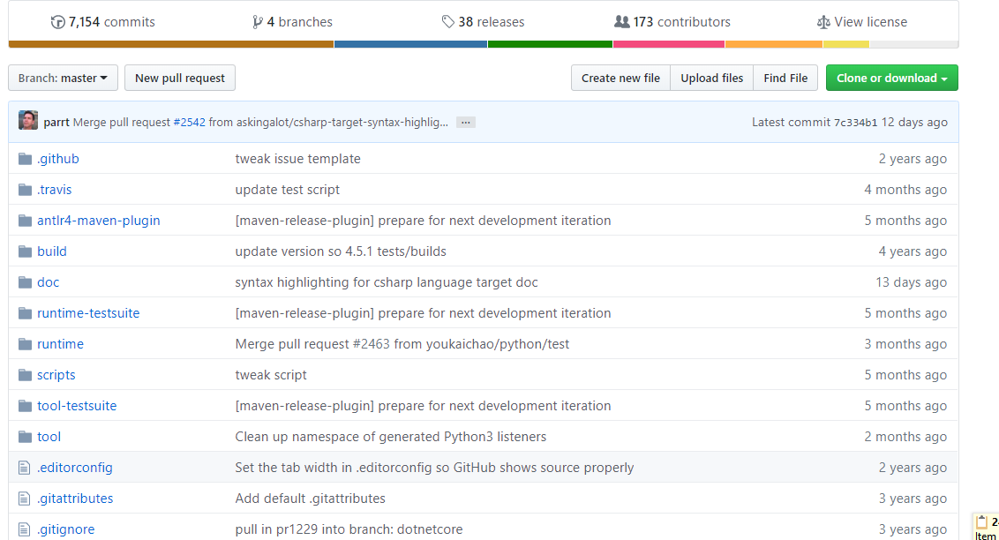 7,154 commits 4 branches 38 releases 173 contributors View license
Branch: master New pull request Create new file Upload files Find File Clone or download
parrt Merge pull request #2542 from askingalot/csharp-target-syntax-highlig... ... Latest commit 7c334b1 12 days ago
.github tweak issue template 2 years ago
.travis update test script 4 months ago
antlr4-maven-plugin [maven-release-plugin] prepare for next development iteration 5 months ago
build update version so 4.5.1 tests/builds 4 years ago
doc syntax highlighting for csharp language target doc 13 days ago
runtime-testsuite [maven-release-plugin] prepare for next development iteration 5 months ago
runtime Merge pull request #2463 from youkaichao/python/test 3 months ago
scripts tweak script 5 months ago
tool-testsuite [maven-release-plugin] prepare for next development iteration 5 months ago
tool Clean up namespace of generated Python3 listeners 2 months ago
.editorconfig Set the tab width in .editorconfig so GitHub shows source properly 2 years ago
.gitattributes Add default .gitattributes 3 years ago
.gitignore pull in pr1229 into branch: dotnetcore 3 years ago
Item